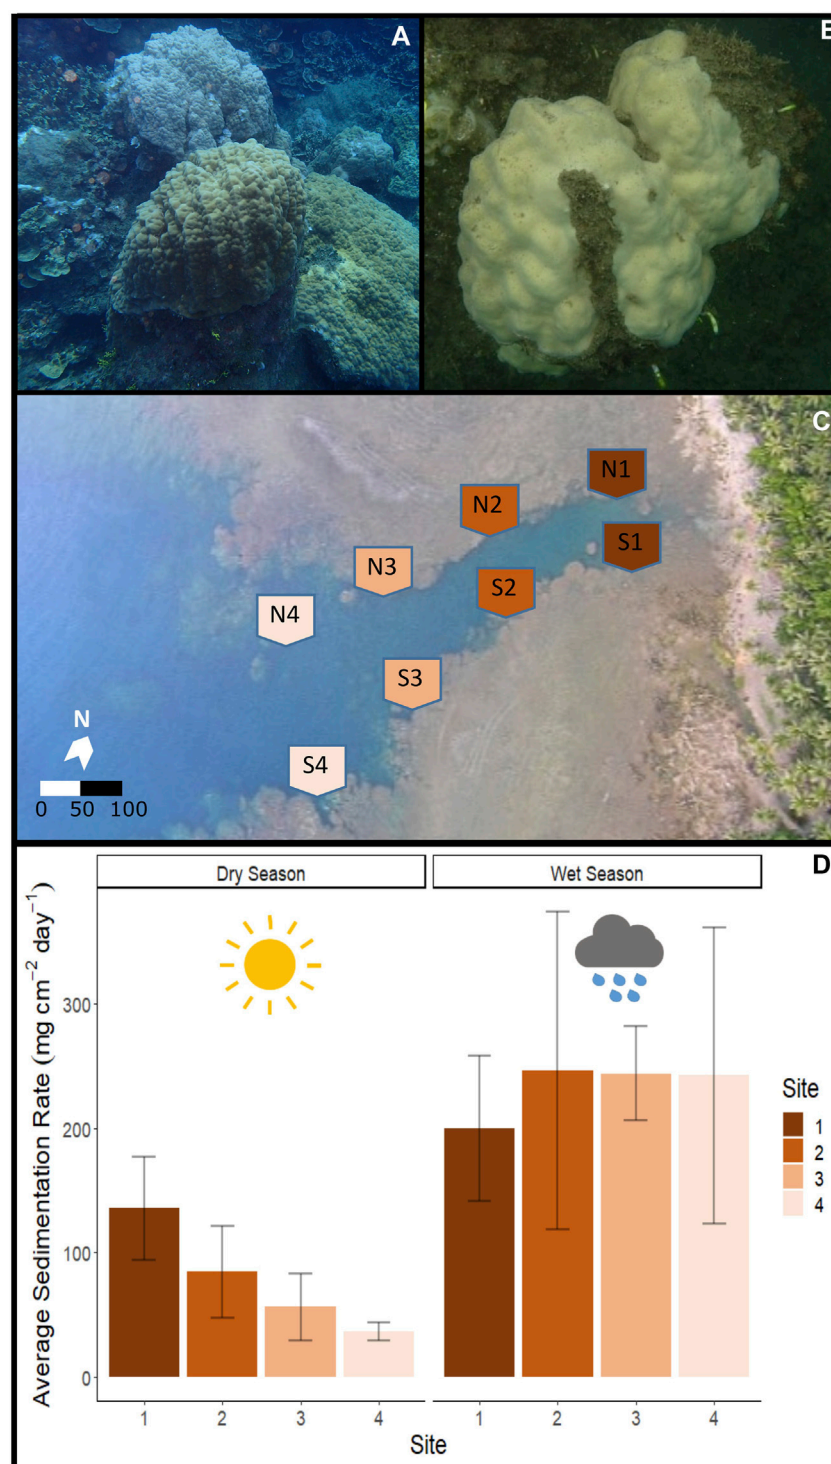 A
B
C
N1
N2
S1
N3
S2
N4
S3
N
S4
0 50 100
D
Dry Season
Wet Season
Average Sedimentation Rate (mg cm⁻² day⁻¹)
300
200
100
0
1 2 3 4
1 2 3 4
Site
Site
1
2
3
4